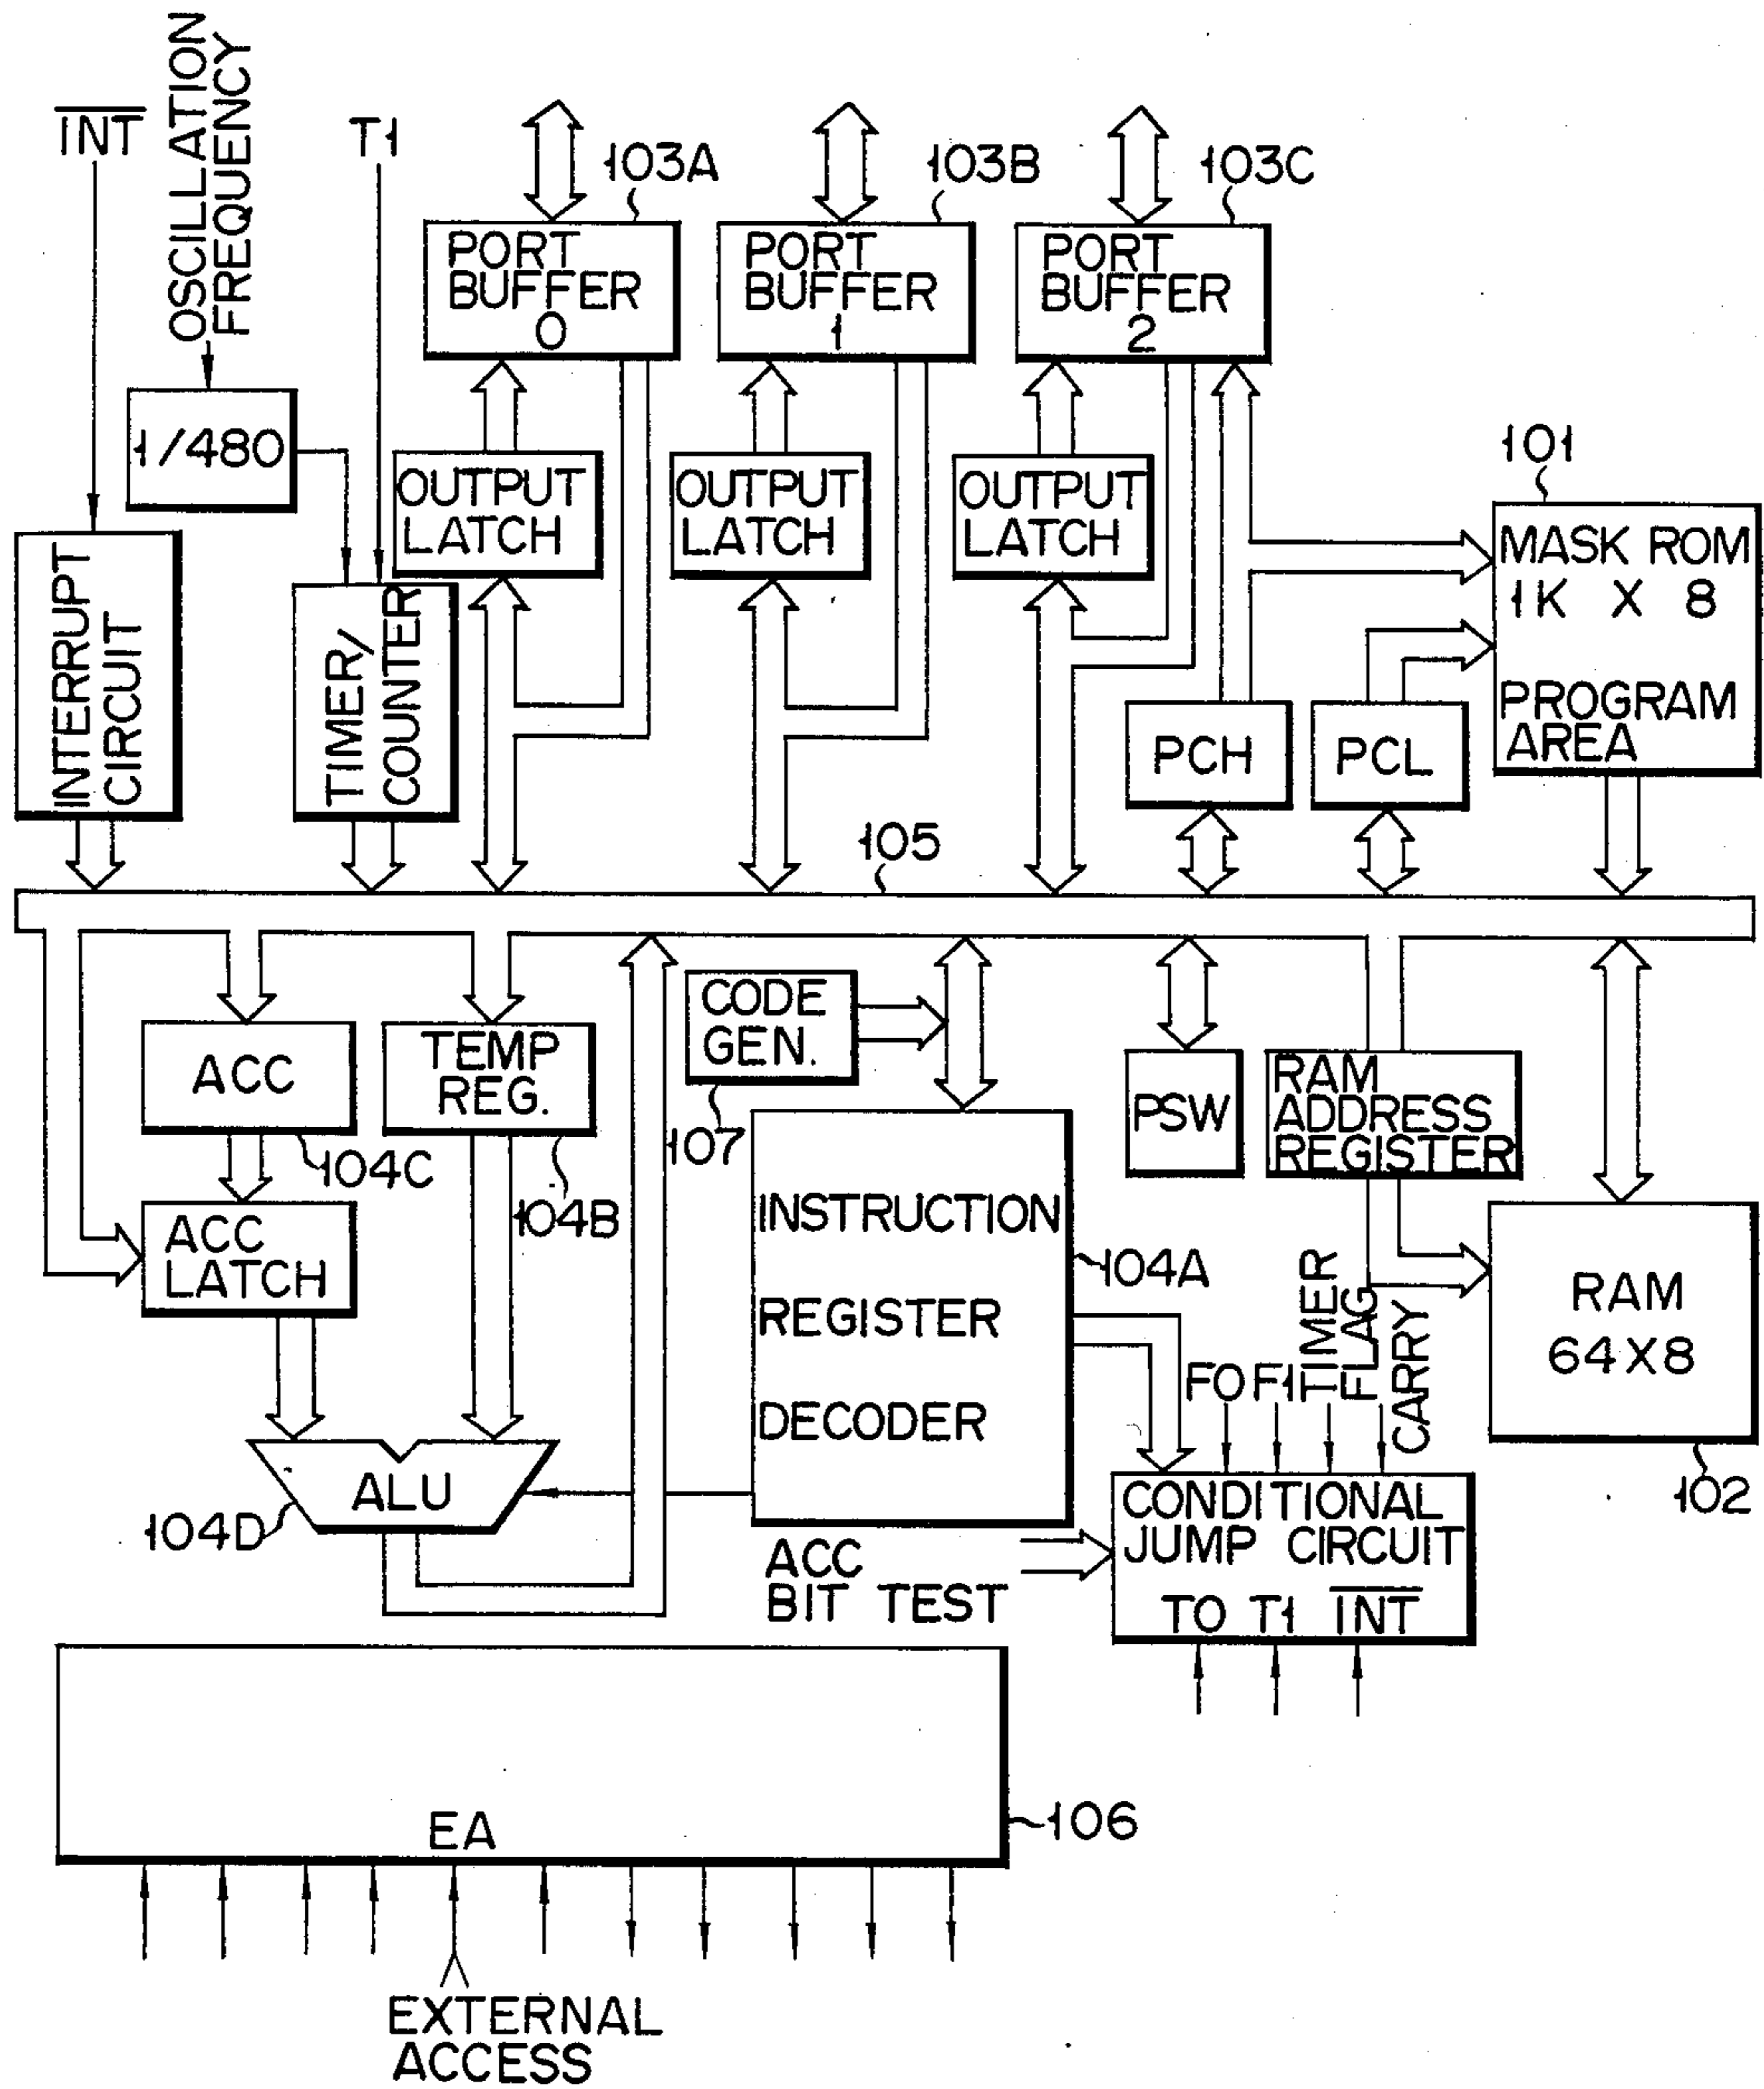 OSCILLATION
FREQUENCY
INT
T1
103A
103B
103C
PORT
BUFFER
0
PORT
BUFFER
1
PORT
BUFFER
2
1/480
OUTPUT
LATCH
OUTPUT
LATCH
OUTPUT
LATCH
101
MASK ROM
1K X 8
PROGRAM
AREA
INTERRUPT
CIRCUIT
TIMER/
COUNTER
PCH
PCL
105
CODE
GEN.
107
ACC
104C
TEMP
REG.
104B
PSW
RAM
ADDRESS
REGISTER
ACC
LATCH
INSTRUCTION
REGISTER
DECODER
104A
RAM
64X8
102
F0
F1
TIMER
FLAG
CARRY
ALU
104D
CONDITIONAL
JUMP CIRCUIT
T0 T1 INT
ACC
BIT TEST
EA
106
EXTERNAL
ACCESS